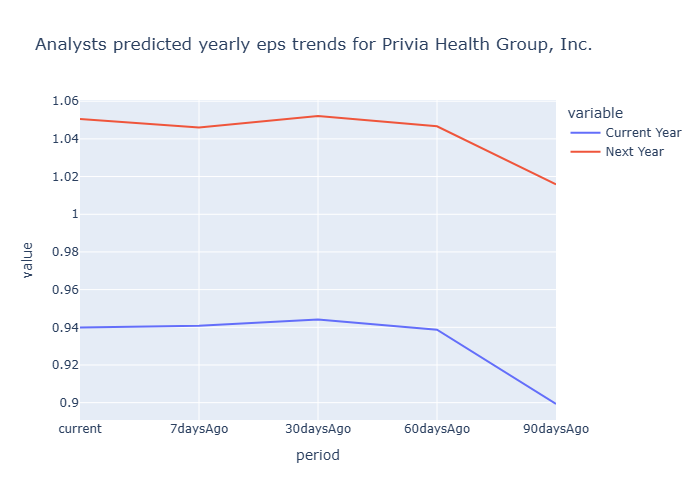 Analysts predicted yearly eps trends for Privia Health Group, Inc.
variable
Current Year
Next Year
value
1.06
1.04
1.02
1
0.98
0.96
0.94
0.92
0.9
current 7daysAgo 30daysAgo 60daysAgo 90daysAgo
period